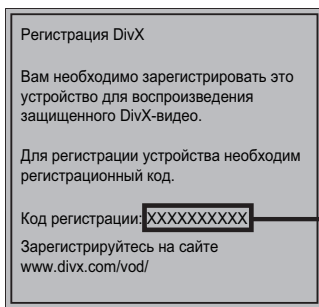 Регистрация DivX
Вам необходимо зарегистрировать это
устройство для воспроизведения
защищенного DivX-видео.
Для регистрации устройства необходим
регистрационный код.
Код регистрации: XXXXXXXXXX
Зарегистрируйтесь на сайте
www.divx.com/vod/